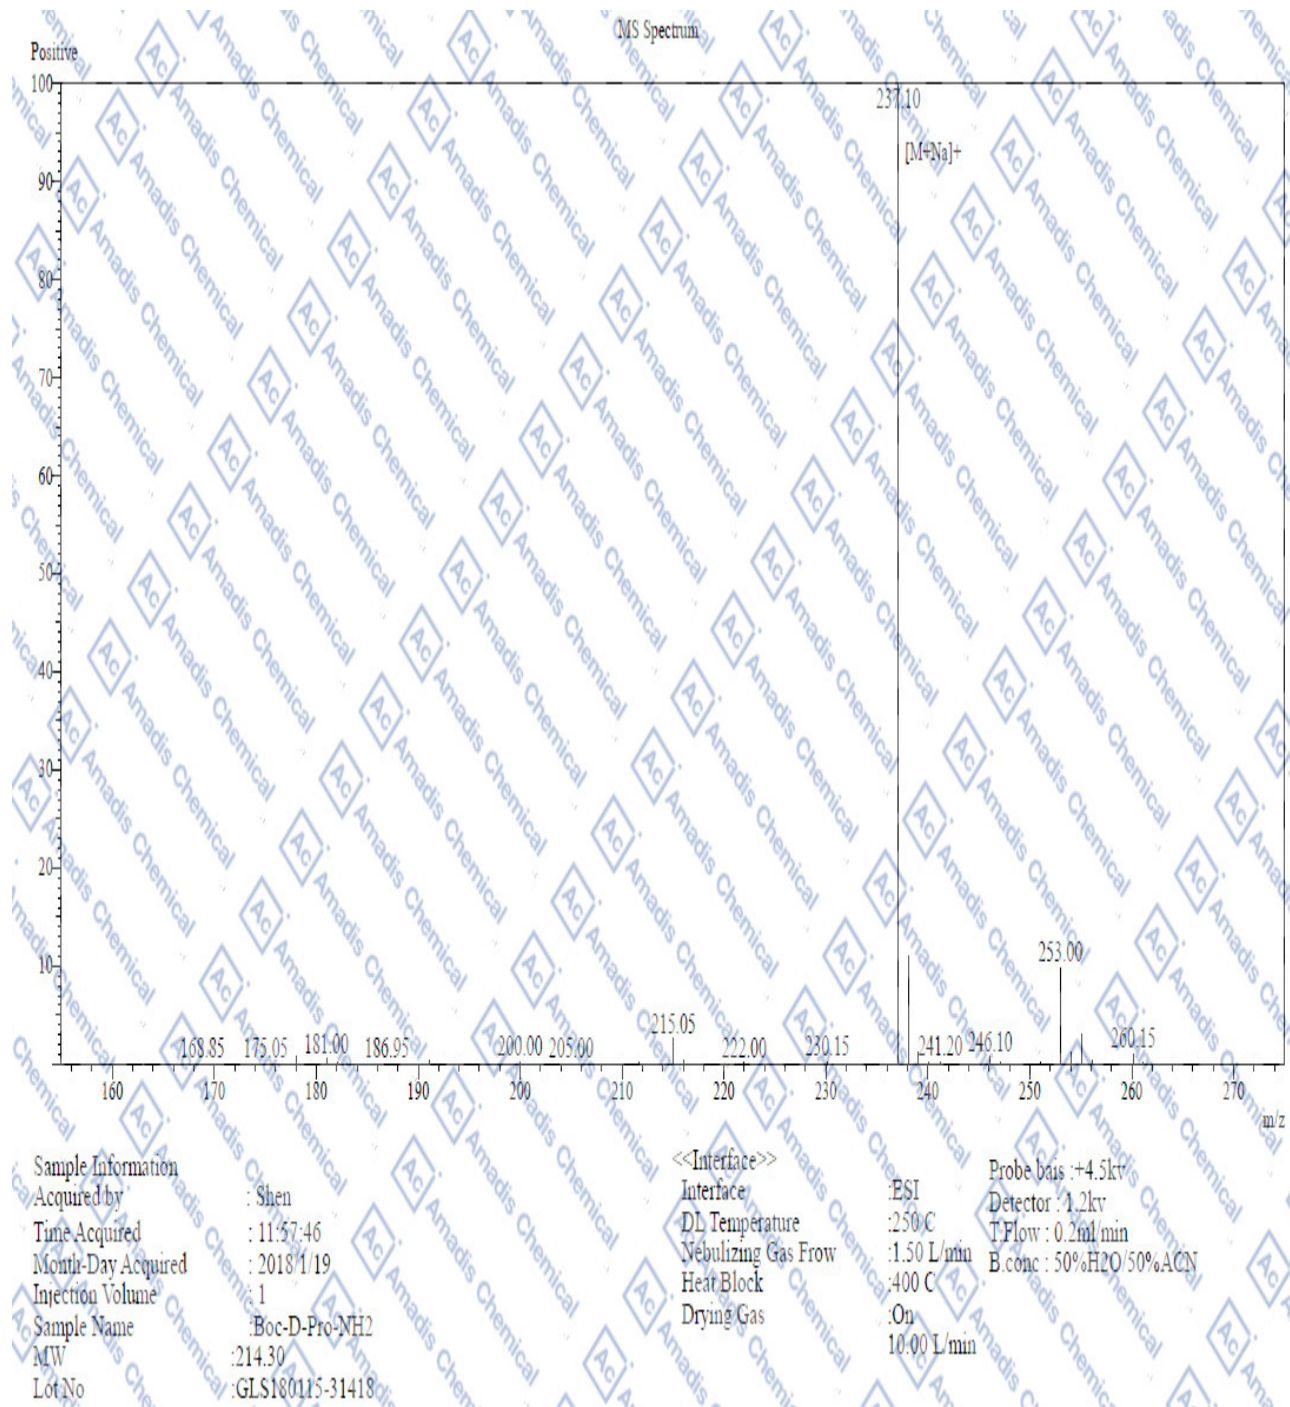 MS Spectrum
Positive
100
237.10
[M+Na]+
90
80
70
60
50
40
30
20
10
253.00
215.05
168.85 175.05 181.00 186.95 200.00 205.00 222.00 230.15 241.20 246.10 260.15
160 170 180 190 200 210 220 230 240 250 260 270
m/z
Sample Information
Acquired by : Shen
Time Acquired : 11:57:46
Month-Day Acquired : 2018/1/19
Injection Volume : 1
Sample Name :Boc-D-Pro-NH2
MW :214.30
Lot No :GLS180115-31418
<<Interface>>
Interface :ESI
DL Temperature :250 C
Nebulizing Gas Frow :1.50 L/min
Heat Block :400 C
Drying Gas :On
10.00 L/min
Probe bais :+4.5kv
Detector : 1.2kv
T.Flow : 0.2ml/min
B.conc : 50%H2O/50%ACN
Ac Amadis Chemical